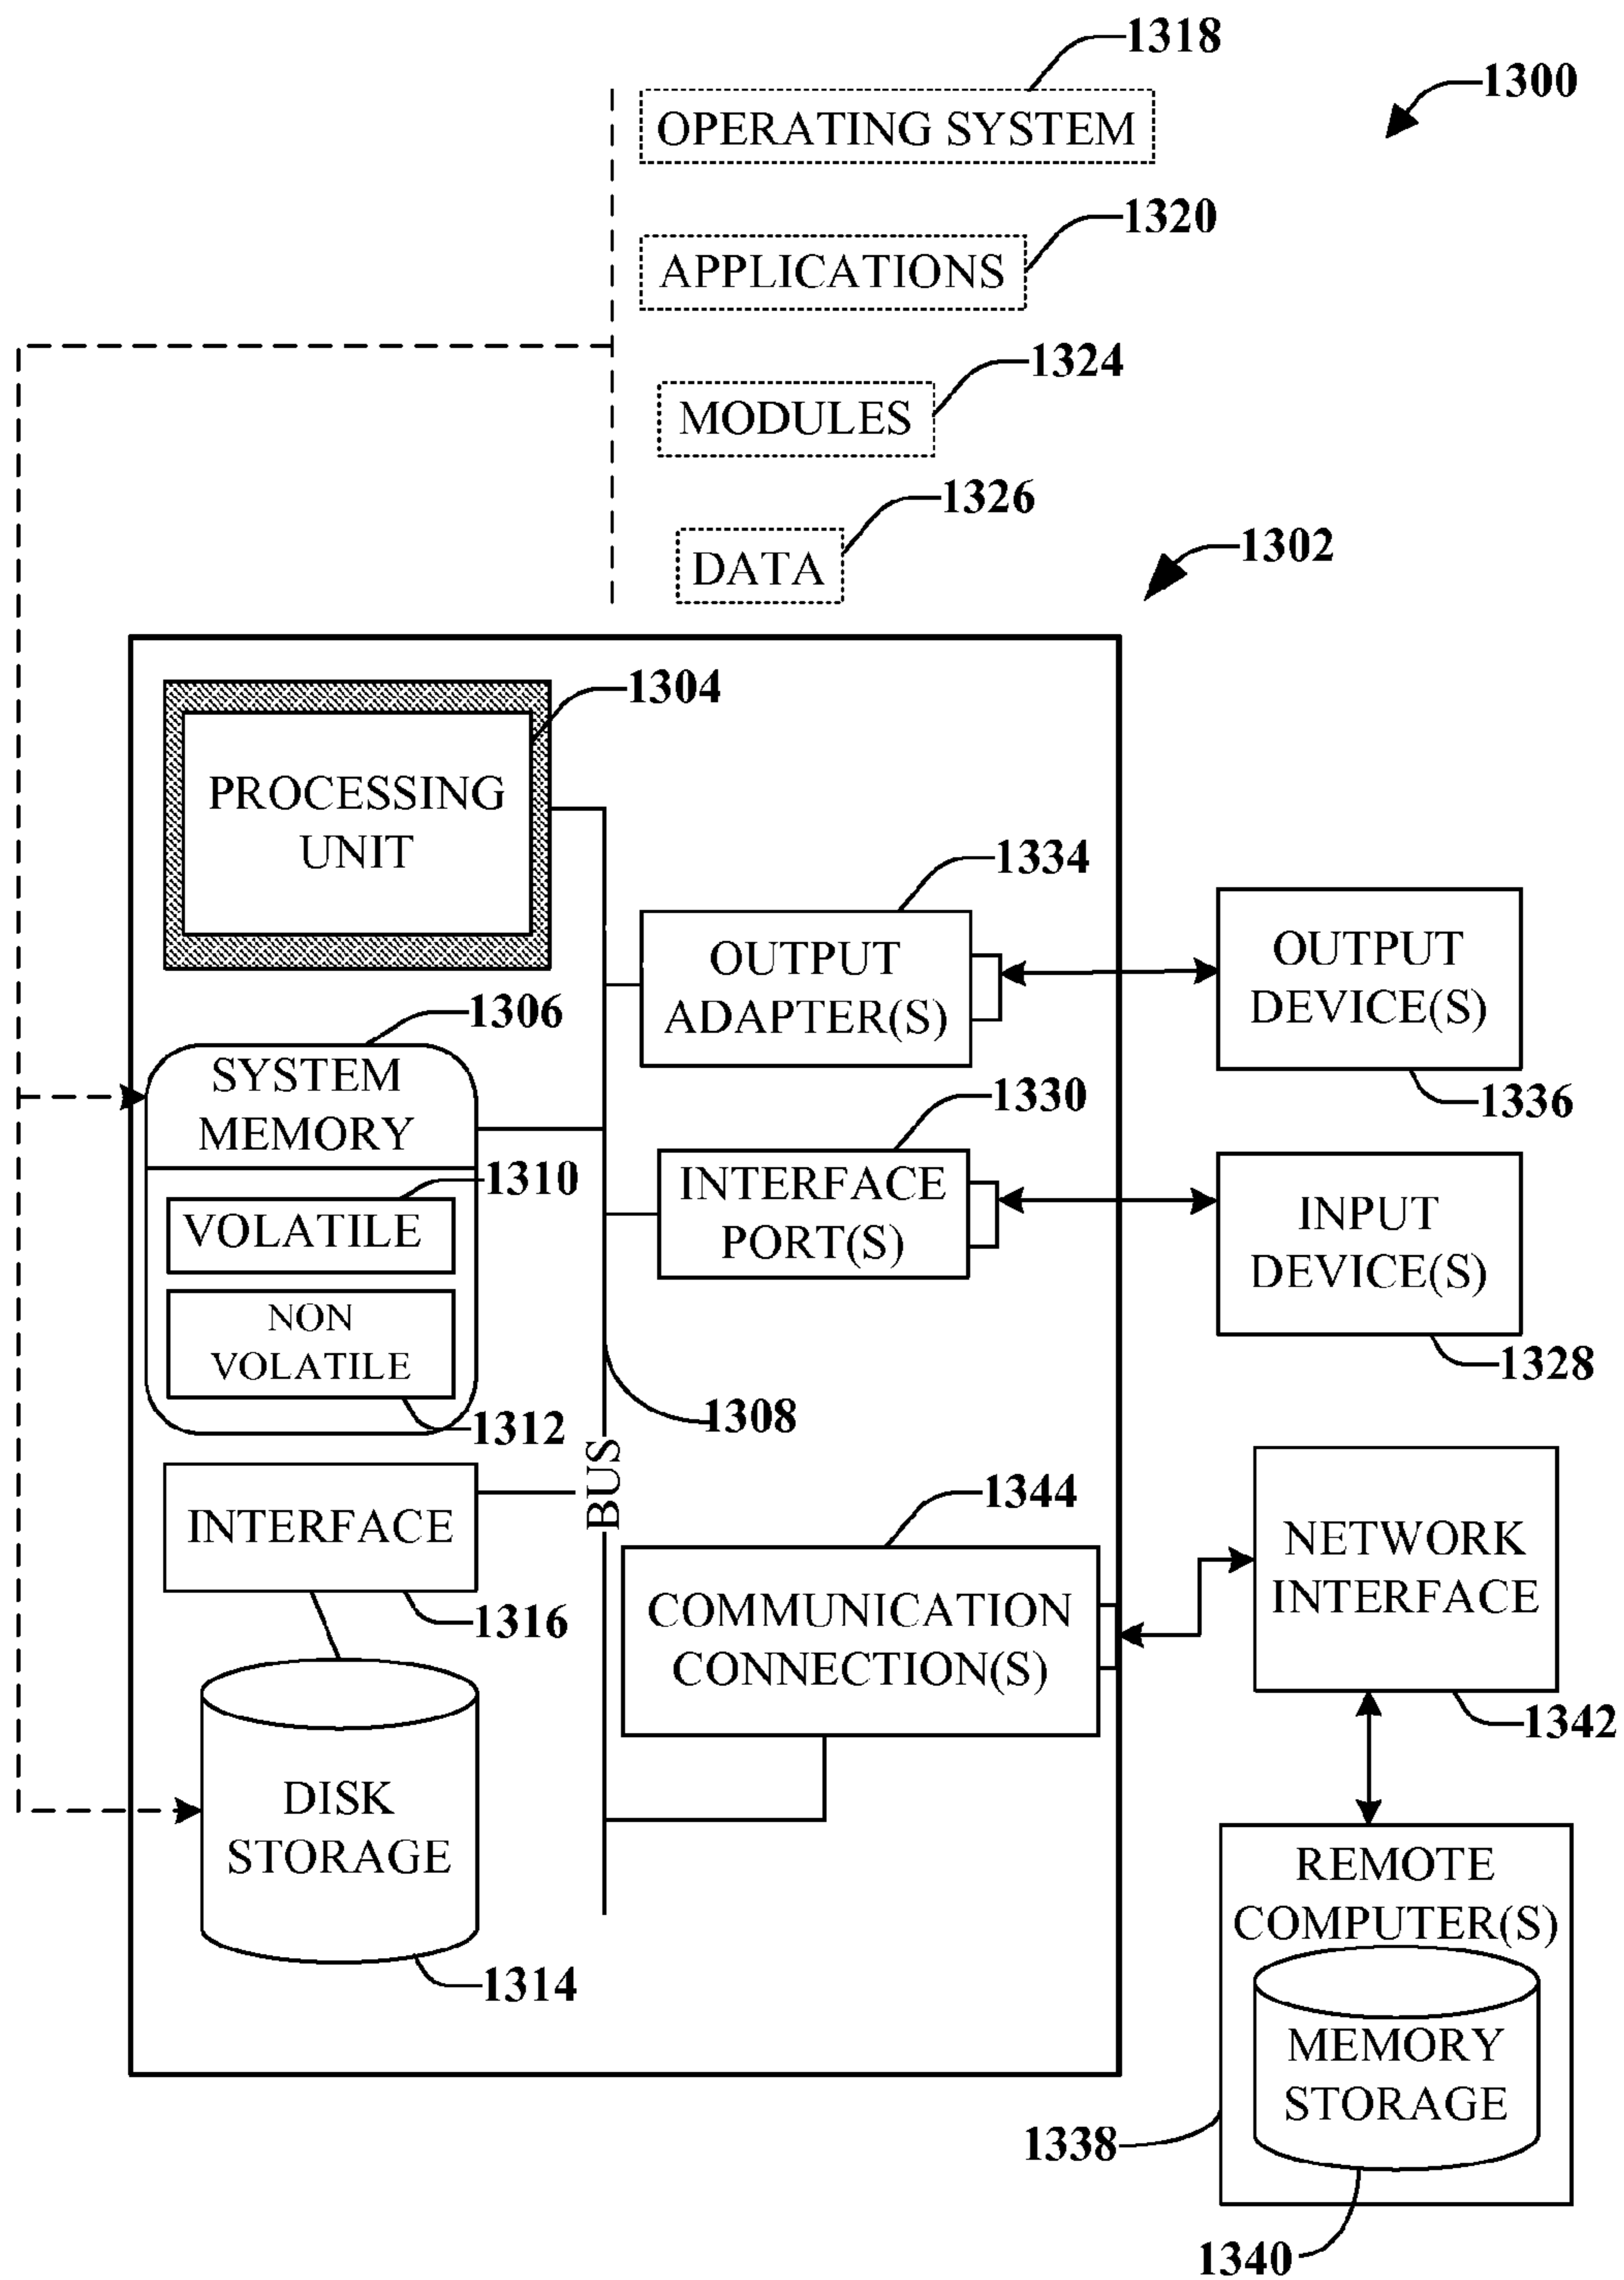 1318
1300
OPERATING SYSTEM
1320
APPLICATIONS
1324
MODULES
1326
1302
DATA
1304
PROCESSING
UNIT
1334
OUTPUT
ADAPTER(S)
OUTPUT
DEVICE(S)
1336
1306
SYSTEM
MEMORY
1310
VOLATILE
NON
VOLATILE
1312
1330
INTERFACE
PORT(S)
INPUT
DEVICE(S)
1328
1308
BUS
INTERFACE
1316
1344
COMMUNICATION
CONNECTION(S)
NETWORK
INTERFACE
1342
DISK
STORAGE
1314
REMOTE
COMPUTER(S)
MEMORY
STORAGE
1338
1340